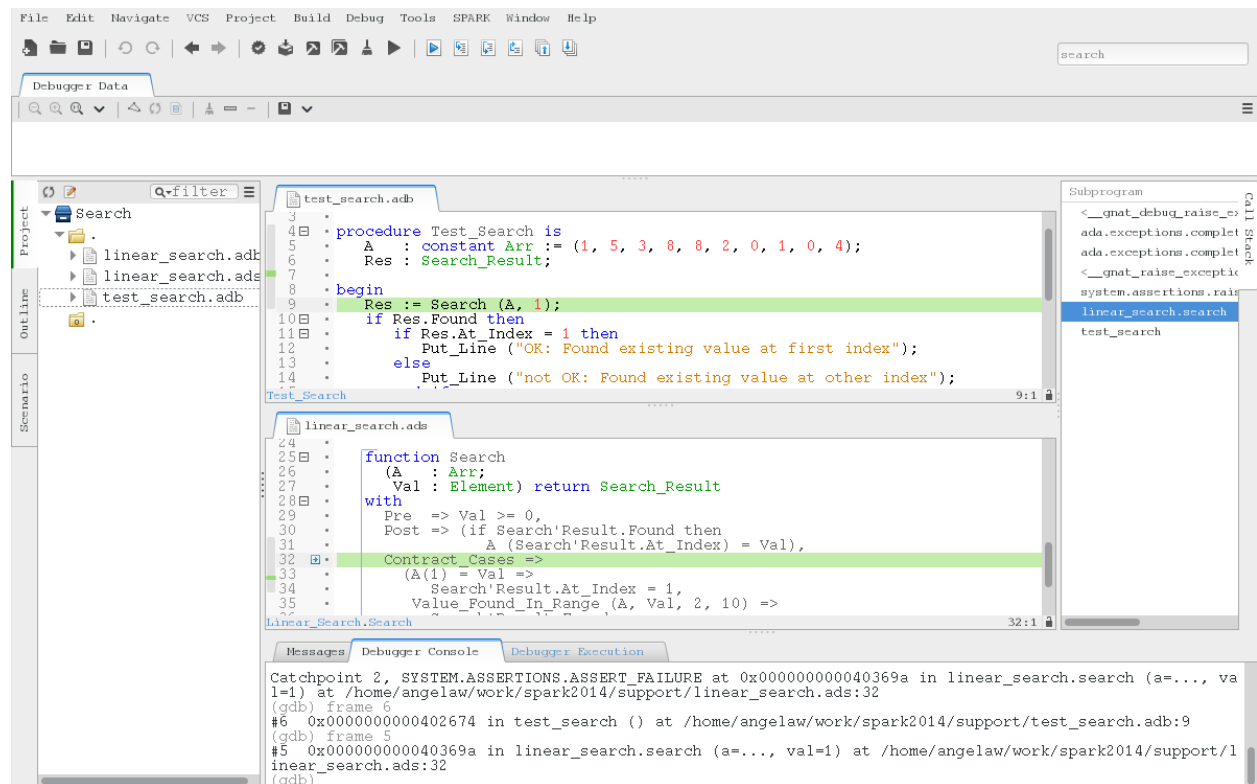 File Edit Navigate VCS Project Build Debug Tools SPARK Window Help
search
Debugger Data
filter
Project
Outline
Scenario
Search
.
linear_search.adb
linear_search.ads
test_search.adb
.
test_search.adb
3
4 procedure Test_Search is
5 A : constant Arr := (1, 5, 3, 8, 8, 2, 0, 1, 0, 4);
6 Res : Search_Result;
7
8 begin
9 Res := Search (A, 1);
10 if Res.Found then
11 if Res.At_Index = 1 then
12 Put_Line ("OK: Found existing value at first index");
13 else
14 Put_Line ("not OK: Found existing value at other index");
Test_Search 9:1
linear_search.ads
24
25 function Search
26 (A : Arr;
27 Val : Element) return Search_Result
28 with
29 Pre => Val >= 0,
30 Post => (if Search'Result.Found then
31 A (Search'Result.At_Index) = Val),
32 Contract_Cases =>
33 (A(1) = Val =>
34 Search'Result.At_Index = 1,
35 Value_Found_In_Range (A, Val, 2, 10) =>
Linear_Search.Search 32:1
Subprogram
<__gnat_debug_raise_ex
ada.exceptions.complet
ada.exceptions.complet
<__gnat_raise_exceptio
system.assertions.rais
linear_search.search
test_search
Call Stack
Messages Debugger Console Debugger Execution
Catchpoint 2, SYSTEM.ASSERTIONS.ASSERT_FAILURE at 0x000000000040369a in linear_search.search (a=..., va
l=1) at /home/angelaw/work/spark2014/support/linear_search.ads:32
(gdb) frame 6
#6 0x0000000000402674 in test_search () at /home/angelaw/work/spark2014/support/test_search.adb:9
(gdb) frame 5
#5 0x000000000040369a in linear_search.search (a=..., val=1) at /home/angelaw/work/spark2014/support/l
inear_search.ads:32
(gdb)